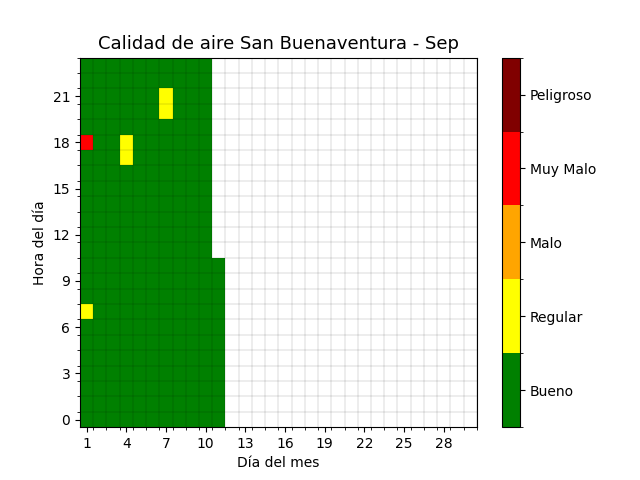 Calidad de aire San Buenaventura - Sep
21
18
15
12
9
6
3
0
Hora del día
1 4 7 10 13 16 19 22 25 28
Día del mes
Peligroso
Muy Malo
Malo
Regular
Bueno